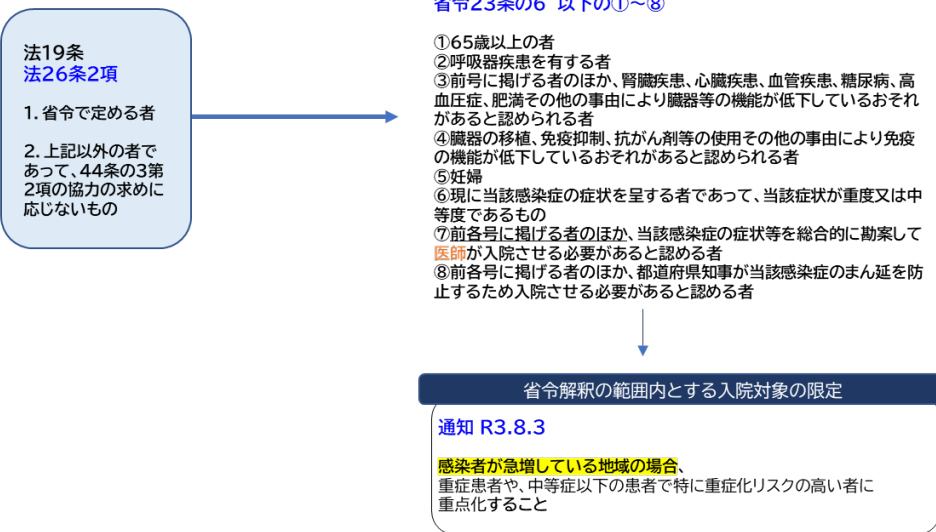 省令23条の6 以下の①～⑧
法19条
法26条2項
1. 省令で定める者
2. 上記以外の者で
あって、44条の3第
2項の協力の求めに
応じないもの
①65歳以上の者
②呼吸器疾患を有する者
③前号に掲げる者のほか、腎臓疾患、心臓疾患、血管疾患、糖尿病、高
血圧症、肥満その他の事由により臓器等の機能が低下しているおそれ
があると認められる者
④臓器の移植、免疫抑制、抗がん剤等の使用その他の事由により免疫
の機能が低下しているおそれがあると認められる者
⑤妊婦
⑥現に当該感染症の症状を呈する者であって、当該症状が重度又は中
等度であるもの
⑦前各号に掲げる者のほか、当該感染症の症状等を総合的に勘案して
医師が入院させる必要があると認める者
⑧前各号に掲げる者のほか、都道府県知事が当該感染症のまん延を防
止するため入院させる必要があると認める者
省令解釈の範囲内とする入院対象の限定
通知 R3.8.3
感染者が急増している地域の場合、
重症患者や、中等症以下の患者で特に重症化リスクの高い者に
重点化すること